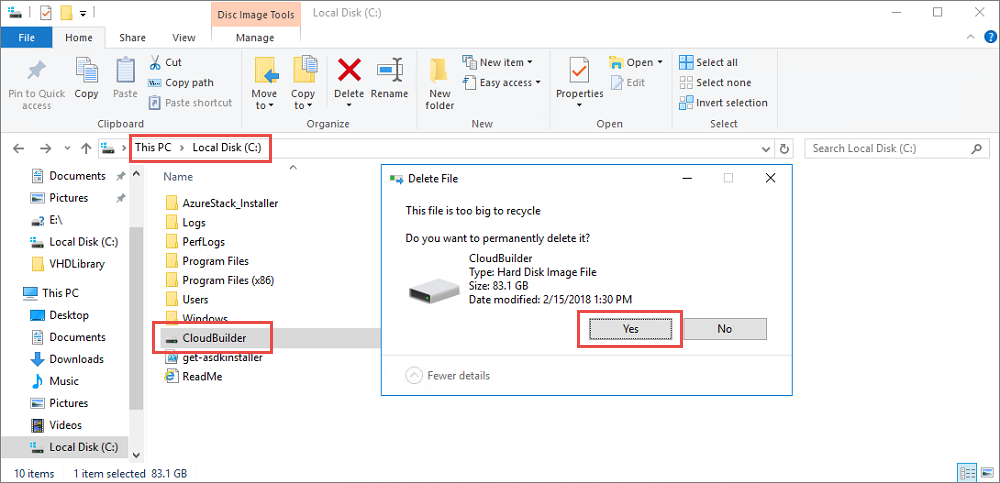 Disc Image Tools Local Disk (C:)
File Home Share View Manage
Pin to Quick access
Copy
Paste
Cut
Copy path
Paste shortcut
Clipboard
Move to
Copy to
Delete
Rename
Organize
New folder
New item
Easy access
New
Properties
Open
Edit
Open
Select all
Select none
Invert selection
Select
This PC Local Disk (C:)
Search Local Disk (C:)
Documents
Pictures
E:\
Local Disk (C:)
VHDLibrary
This PC
Desktop
Documents
Downloads
Music
Pictures
Videos
Local Disk (C:)
Name
AzureStack_Installer
Logs
PerfLogs
Program Files
Program Files (x86)
Users
Windows
CloudBuilder
get-asdkinstaller
ReadMe
Delete File
This file is too big to recycle
Do you want to permanently delete it?
CloudBuilder
Type: Hard Disk Image File
Size: 83.1 GB
Date modified: 2/15/2018 1:30 PM
Yes No
Fewer details
10 items 1 item selected 83.1 GB